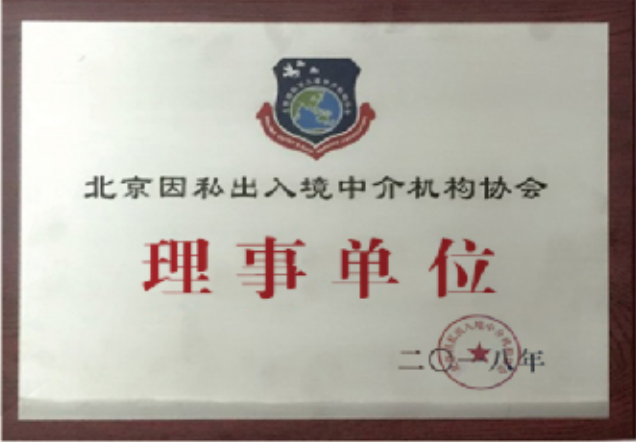 北京因私出入境中介机构协会
理事单位
二〇一八年